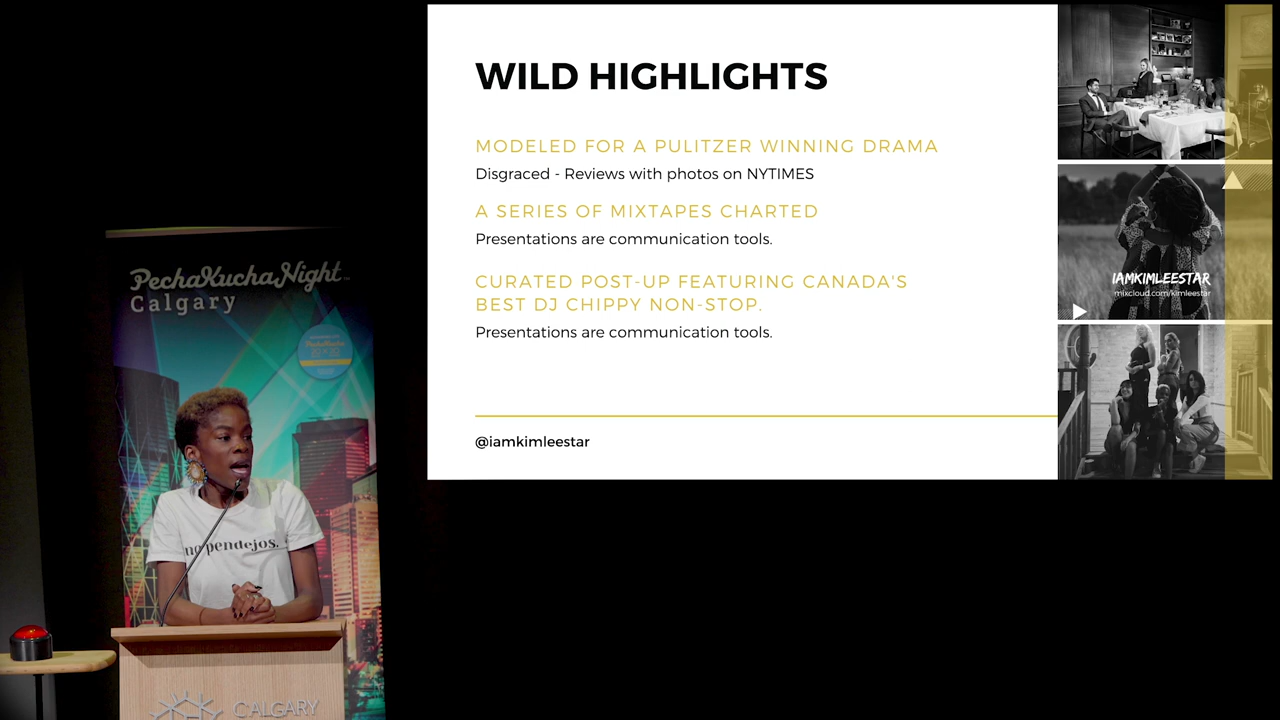 WILD HIGHLIGHTS
MODELED FOR A PULITZER WINNING DRAMA
Disgraced - Reviews with photos on NYTIMES
A SERIES OF MIXTAPES CHARTED
Presentations are communication tools.
CURATED POST-UP FEATURING CANADA'S
BEST DJ CHIPPY NON-STOP.
Presentations are communication tools.
@iamkimleestar
IAMKIMLEESTAR
mixcloud.com/kimleestar
PechaKucha Night
Calgary
PechaKucha
20x20
no pendejos.
CALGARY